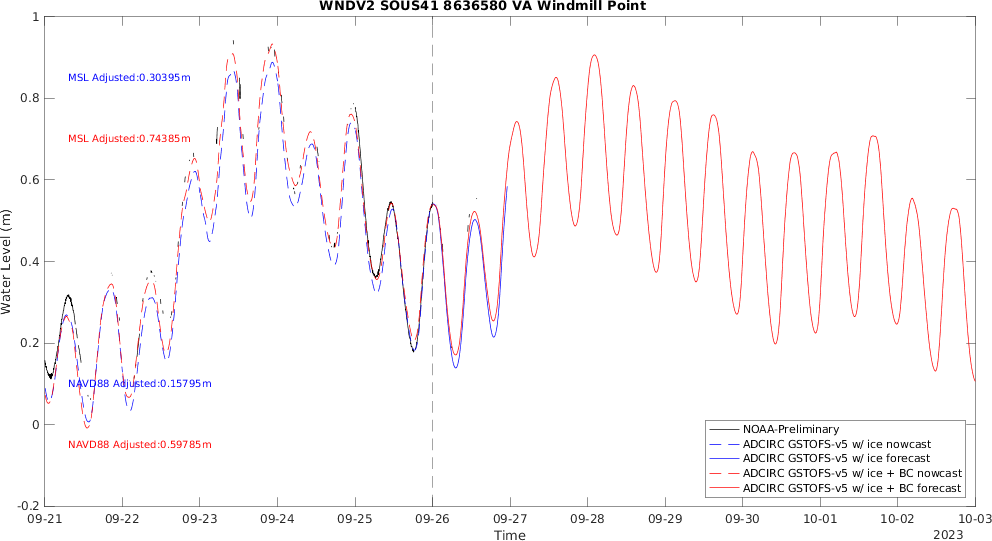 WNDV2 SOUS41 8636580 VA Windmill Point
1
0.8
0.6
0.4
0.2
0
-0.2
Water Level (m)
MSL Adjusted:0.30395m
MSL Adjusted:0.74385m
NAVD88 Adjusted:0.15795m
NAVD88 Adjusted:0.59785m
NOAA-Preliminary
ADCIRC GSTOFS-v5 w/ ice nowcast
ADCIRC GSTOFS-v5 w/ ice forecast
ADCIRC GSTOFS-v5 w/ ice + BC nowcast
ADCIRC GSTOFS-v5 w/ ice + BC forecast
09-21 09-22 09-23 09-24 09-25 09-26 09-27 09-28 09-29 09-30 10-01 10-02 10-03
Time
2023